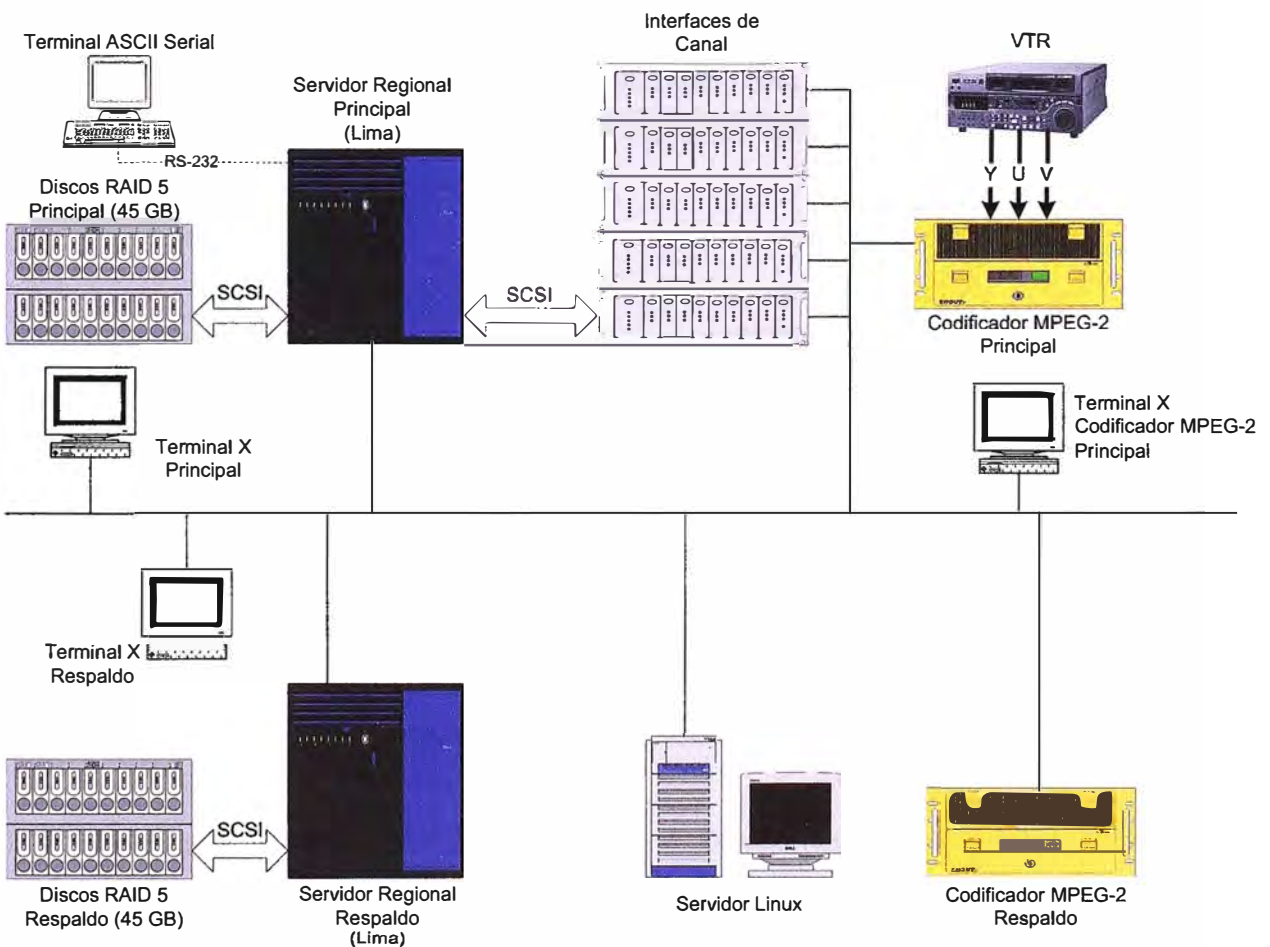 Terminal ASCII Serial
RS-232
Servidor Regional
Principal
(Lima)
Interfaces de
Canal
VTR
Y U V
Discos RAID 5
Principal (45 GB)
SCSI
SCSI
Codificador MPEG-2
Principal
Terminal X
Principal
Terminal X
Codificador MPEG-2
Principal
Terminal X
Respaldo
SCSI
Discos RAID 5
Respaldo (45 GB)
Servidor Regional
Respaldo
(Lima)
Servidor Linux
Codificador MPEG-2
Respaldo